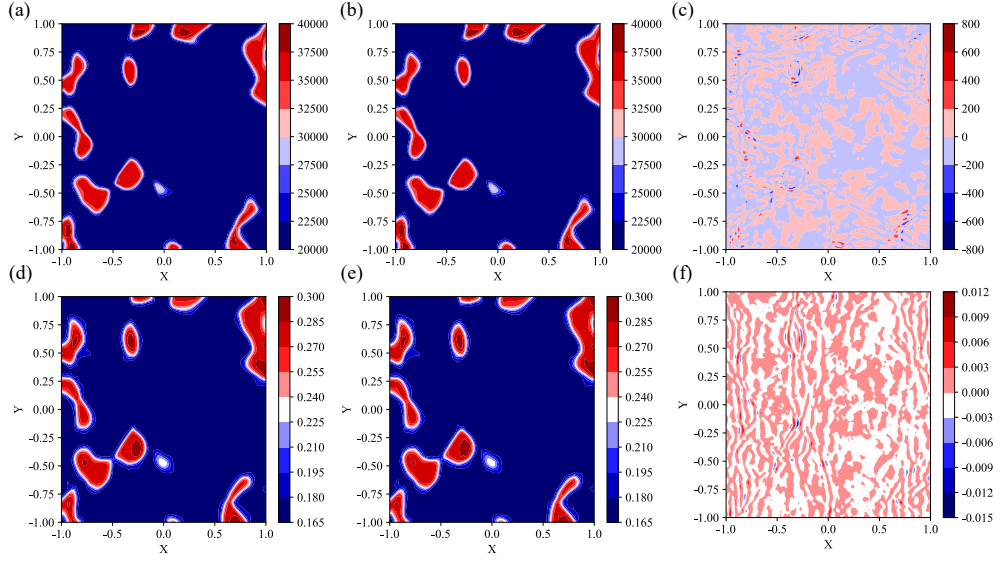 (a) (b) (c)
1.00 0.75 0.50 0.25 0.00 -0.25 -0.50 -0.75 -1.00
Y
-1.0 -0.5 0.0 0.5 1.0
X
40000 37500 35000 32500 30000 27500 25000 22500 20000
1.00 0.75 0.50 0.25 0.00 -0.25 -0.50 -0.75 -1.00
Y
-1.0 -0.5 0.0 0.5 1.0
X
40000 37500 35000 32500 30000 27500 25000 22500 20000
1.00 0.75 0.50 0.25 0.00 -0.25 -0.50 -0.75 -1.00
Y
-1.0 -0.5 0.0 0.5 1.0
X
800 600 400 200 0 -200 -400 -600 -800
(d) (e) (f)
1.00 0.75 0.50 0.25 0.00 -0.25 -0.50 -0.75 -1.00
Y
-1.0 -0.5 0.0 0.5 1.0
X
0.300 0.285 0.270 0.255 0.240 0.225 0.210 0.195 0.180 0.165
1.00 0.75 0.50 0.25 0.00 -0.25 -0.50 -0.75 -1.00
Y
-1.0 -0.5 0.0 0.5 1.0
X
0.300 0.285 0.270 0.255 0.240 0.225 0.210 0.195 0.180 0.165
1.00 0.75 0.50 0.25 0.00 -0.25 -0.50 -0.75 -1.00
Y
-1.0 -0.5 0.0 0.5 1.0
X
0.012 0.009 0.006 0.003 0.000 -0.003 -0.006 -0.009 -0.012 -0.015